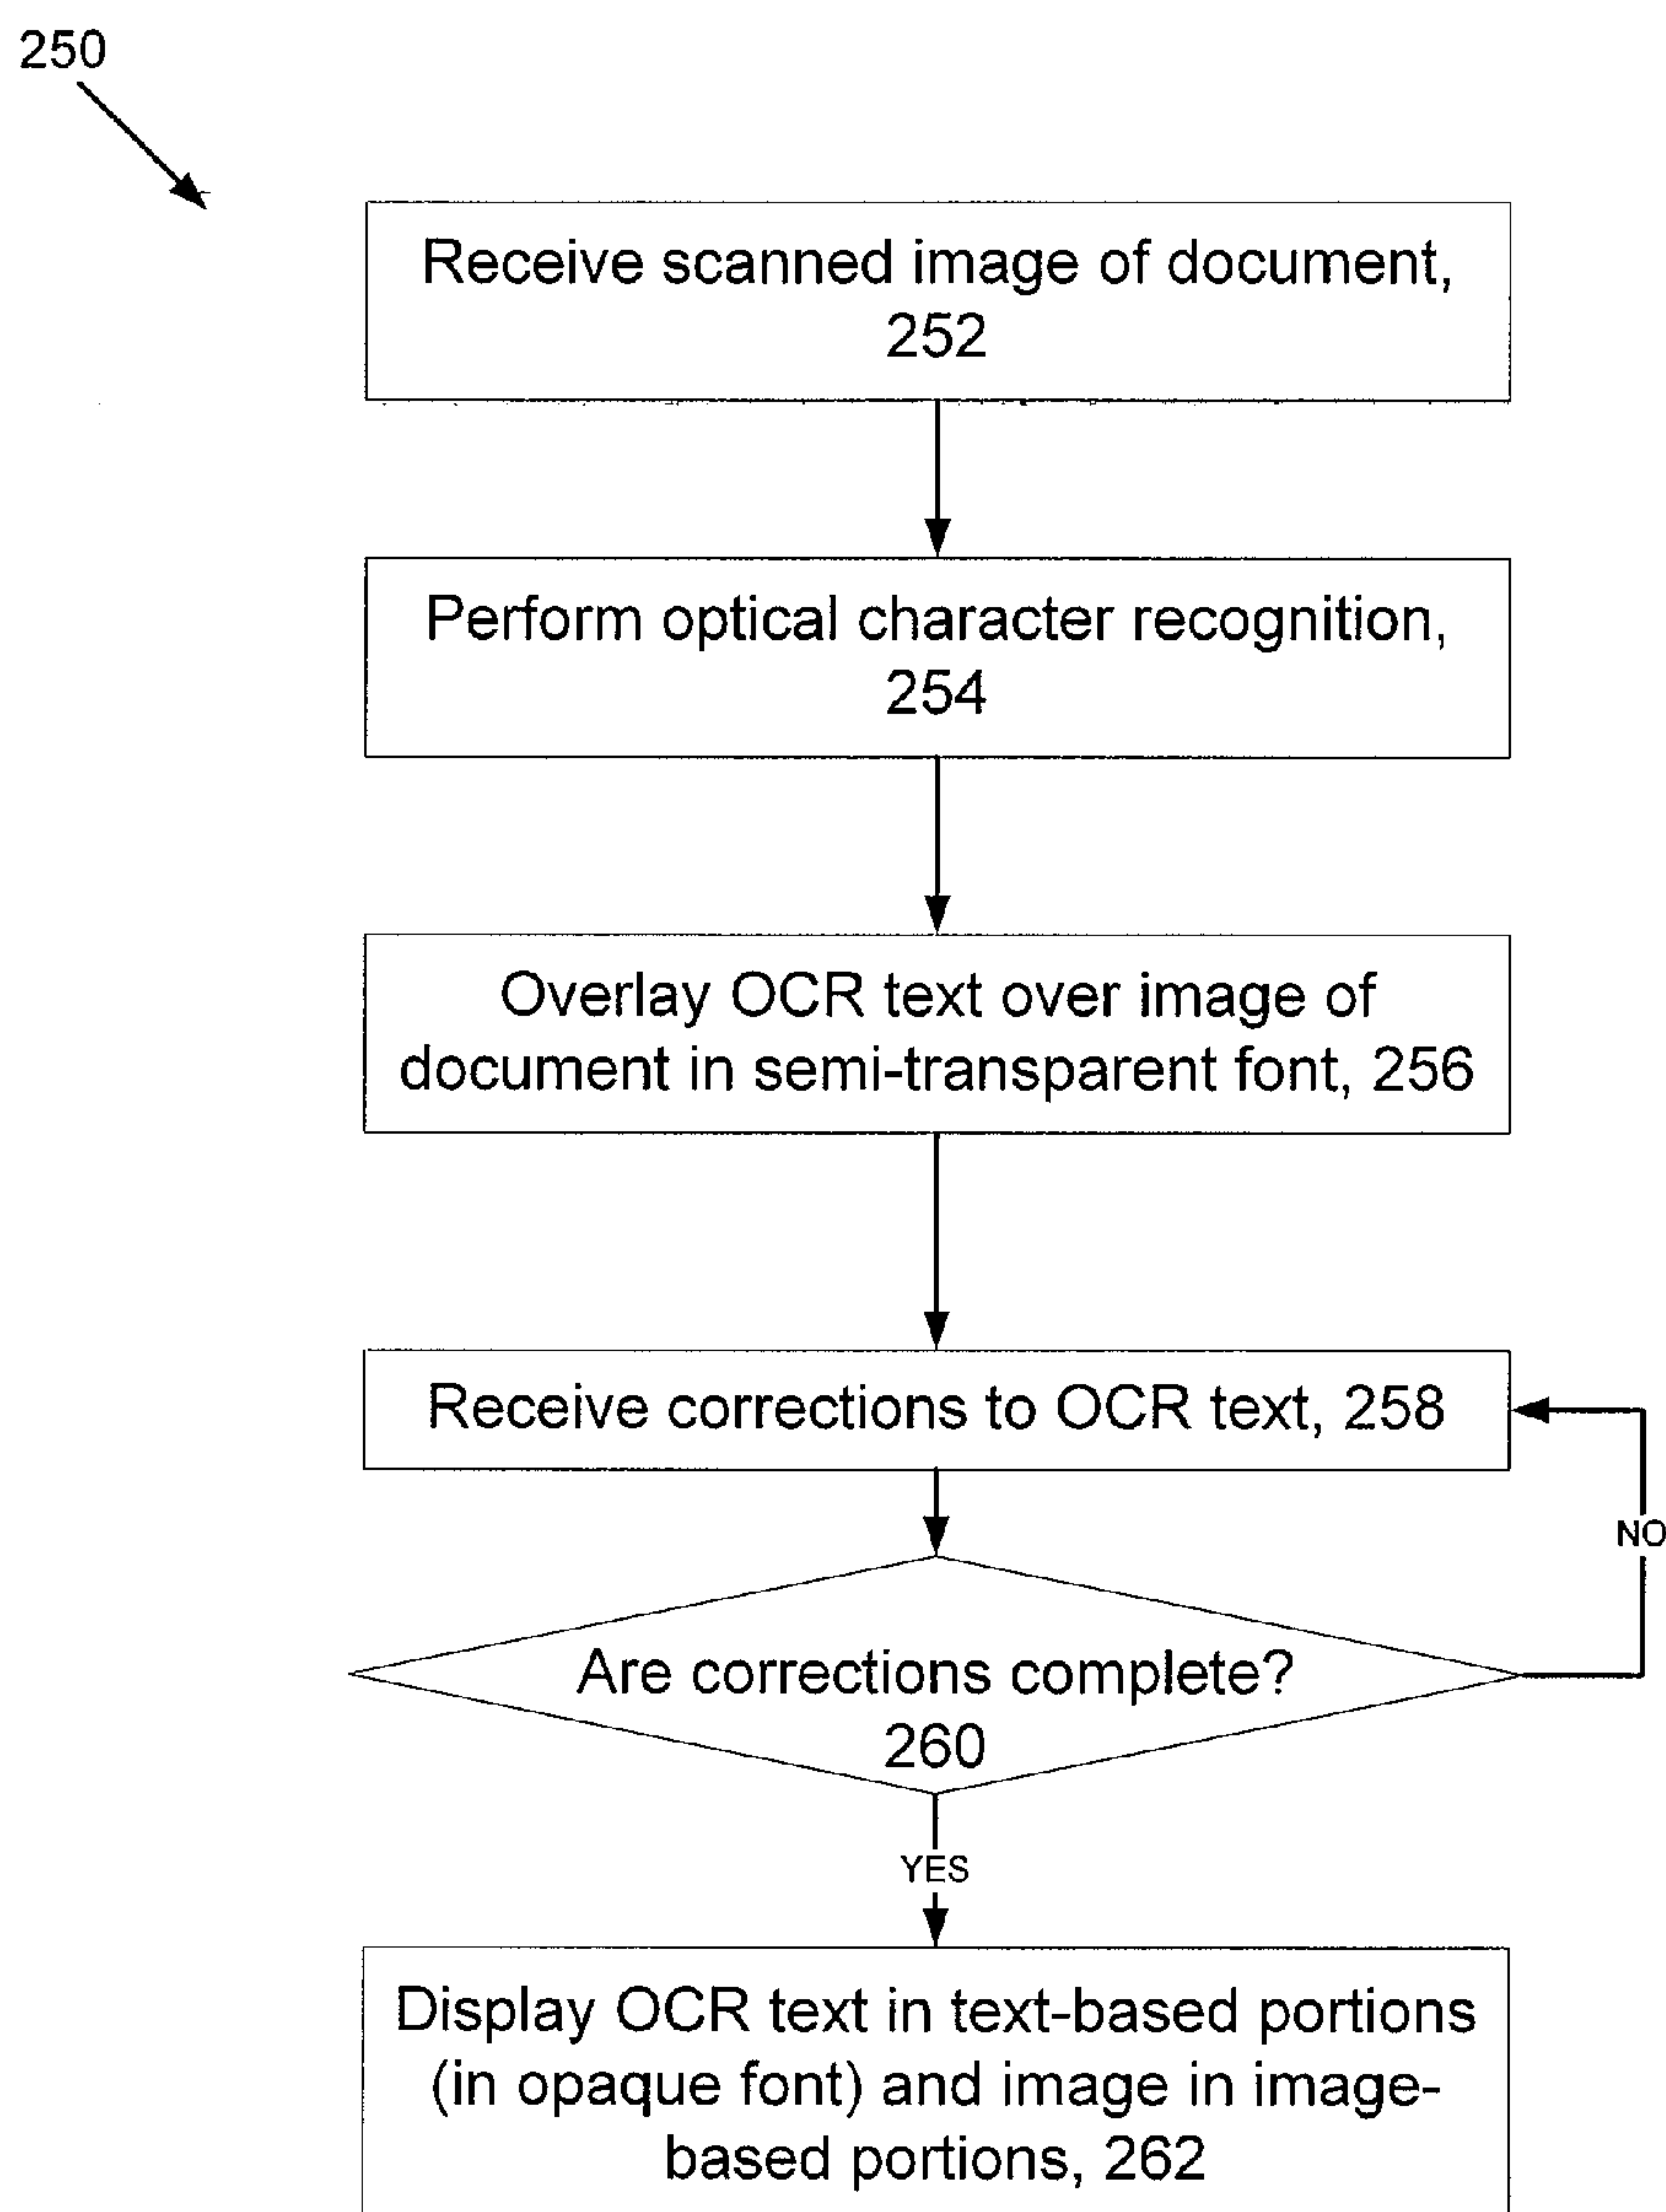 250
Receive scanned image of document,
252
Perform optical character recognition,
254
Overlay OCR text over image of
document in semi-transparent font, 256
Receive corrections to OCR text, 258
NO
Are corrections complete?
260
YES
Display OCR text in text-based portions
(in opaque font) and image in image-
based portions, 262